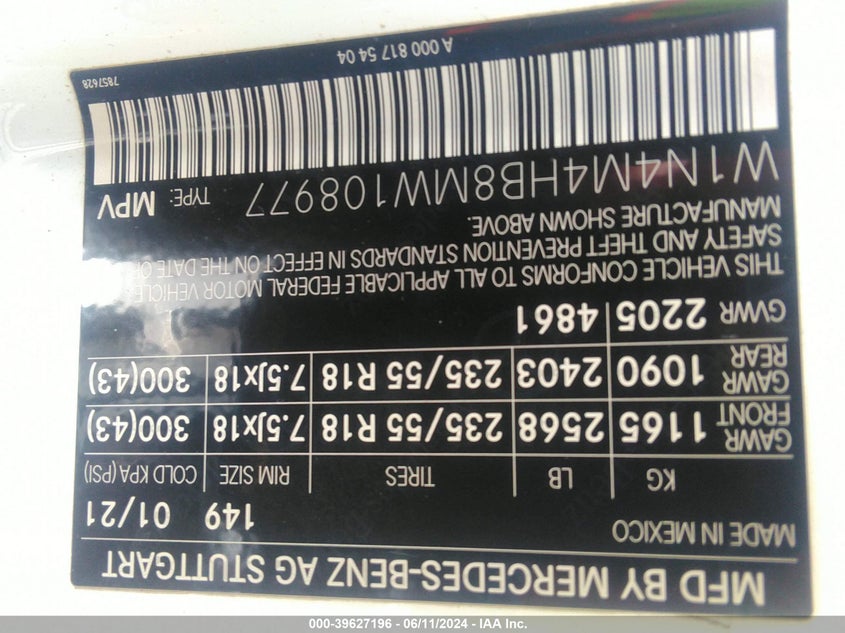 MFD BY MERCEDES-BENZ AG STUTTGART
MADE IN MEXICO 149 01/21
KG LB TIRES RIM SIZE COLD KPA (PSI)
GAWR FRONT 1165 2568 235/55 R18 7.5Jx18 300(43)
GAWR REAR 1090 2403 235/55 R18 7.5Jx18 300(43)
GVWR 2205 4861
THIS VEHICLE CONFORMS TO ALL APPLICABLE FEDERAL MOTOR VEHICLE
SAFETY AND THEFT PREVENTION STANDARDS IN EFFECT ON THE DATE OF
MANUFACTURE SHOWN ABOVE.
W1N4M4HB8MW108977 TYPE: MPV
A 000 817 54 04
7857628
000-39627196 - 06/11/2024 - IAA Inc.